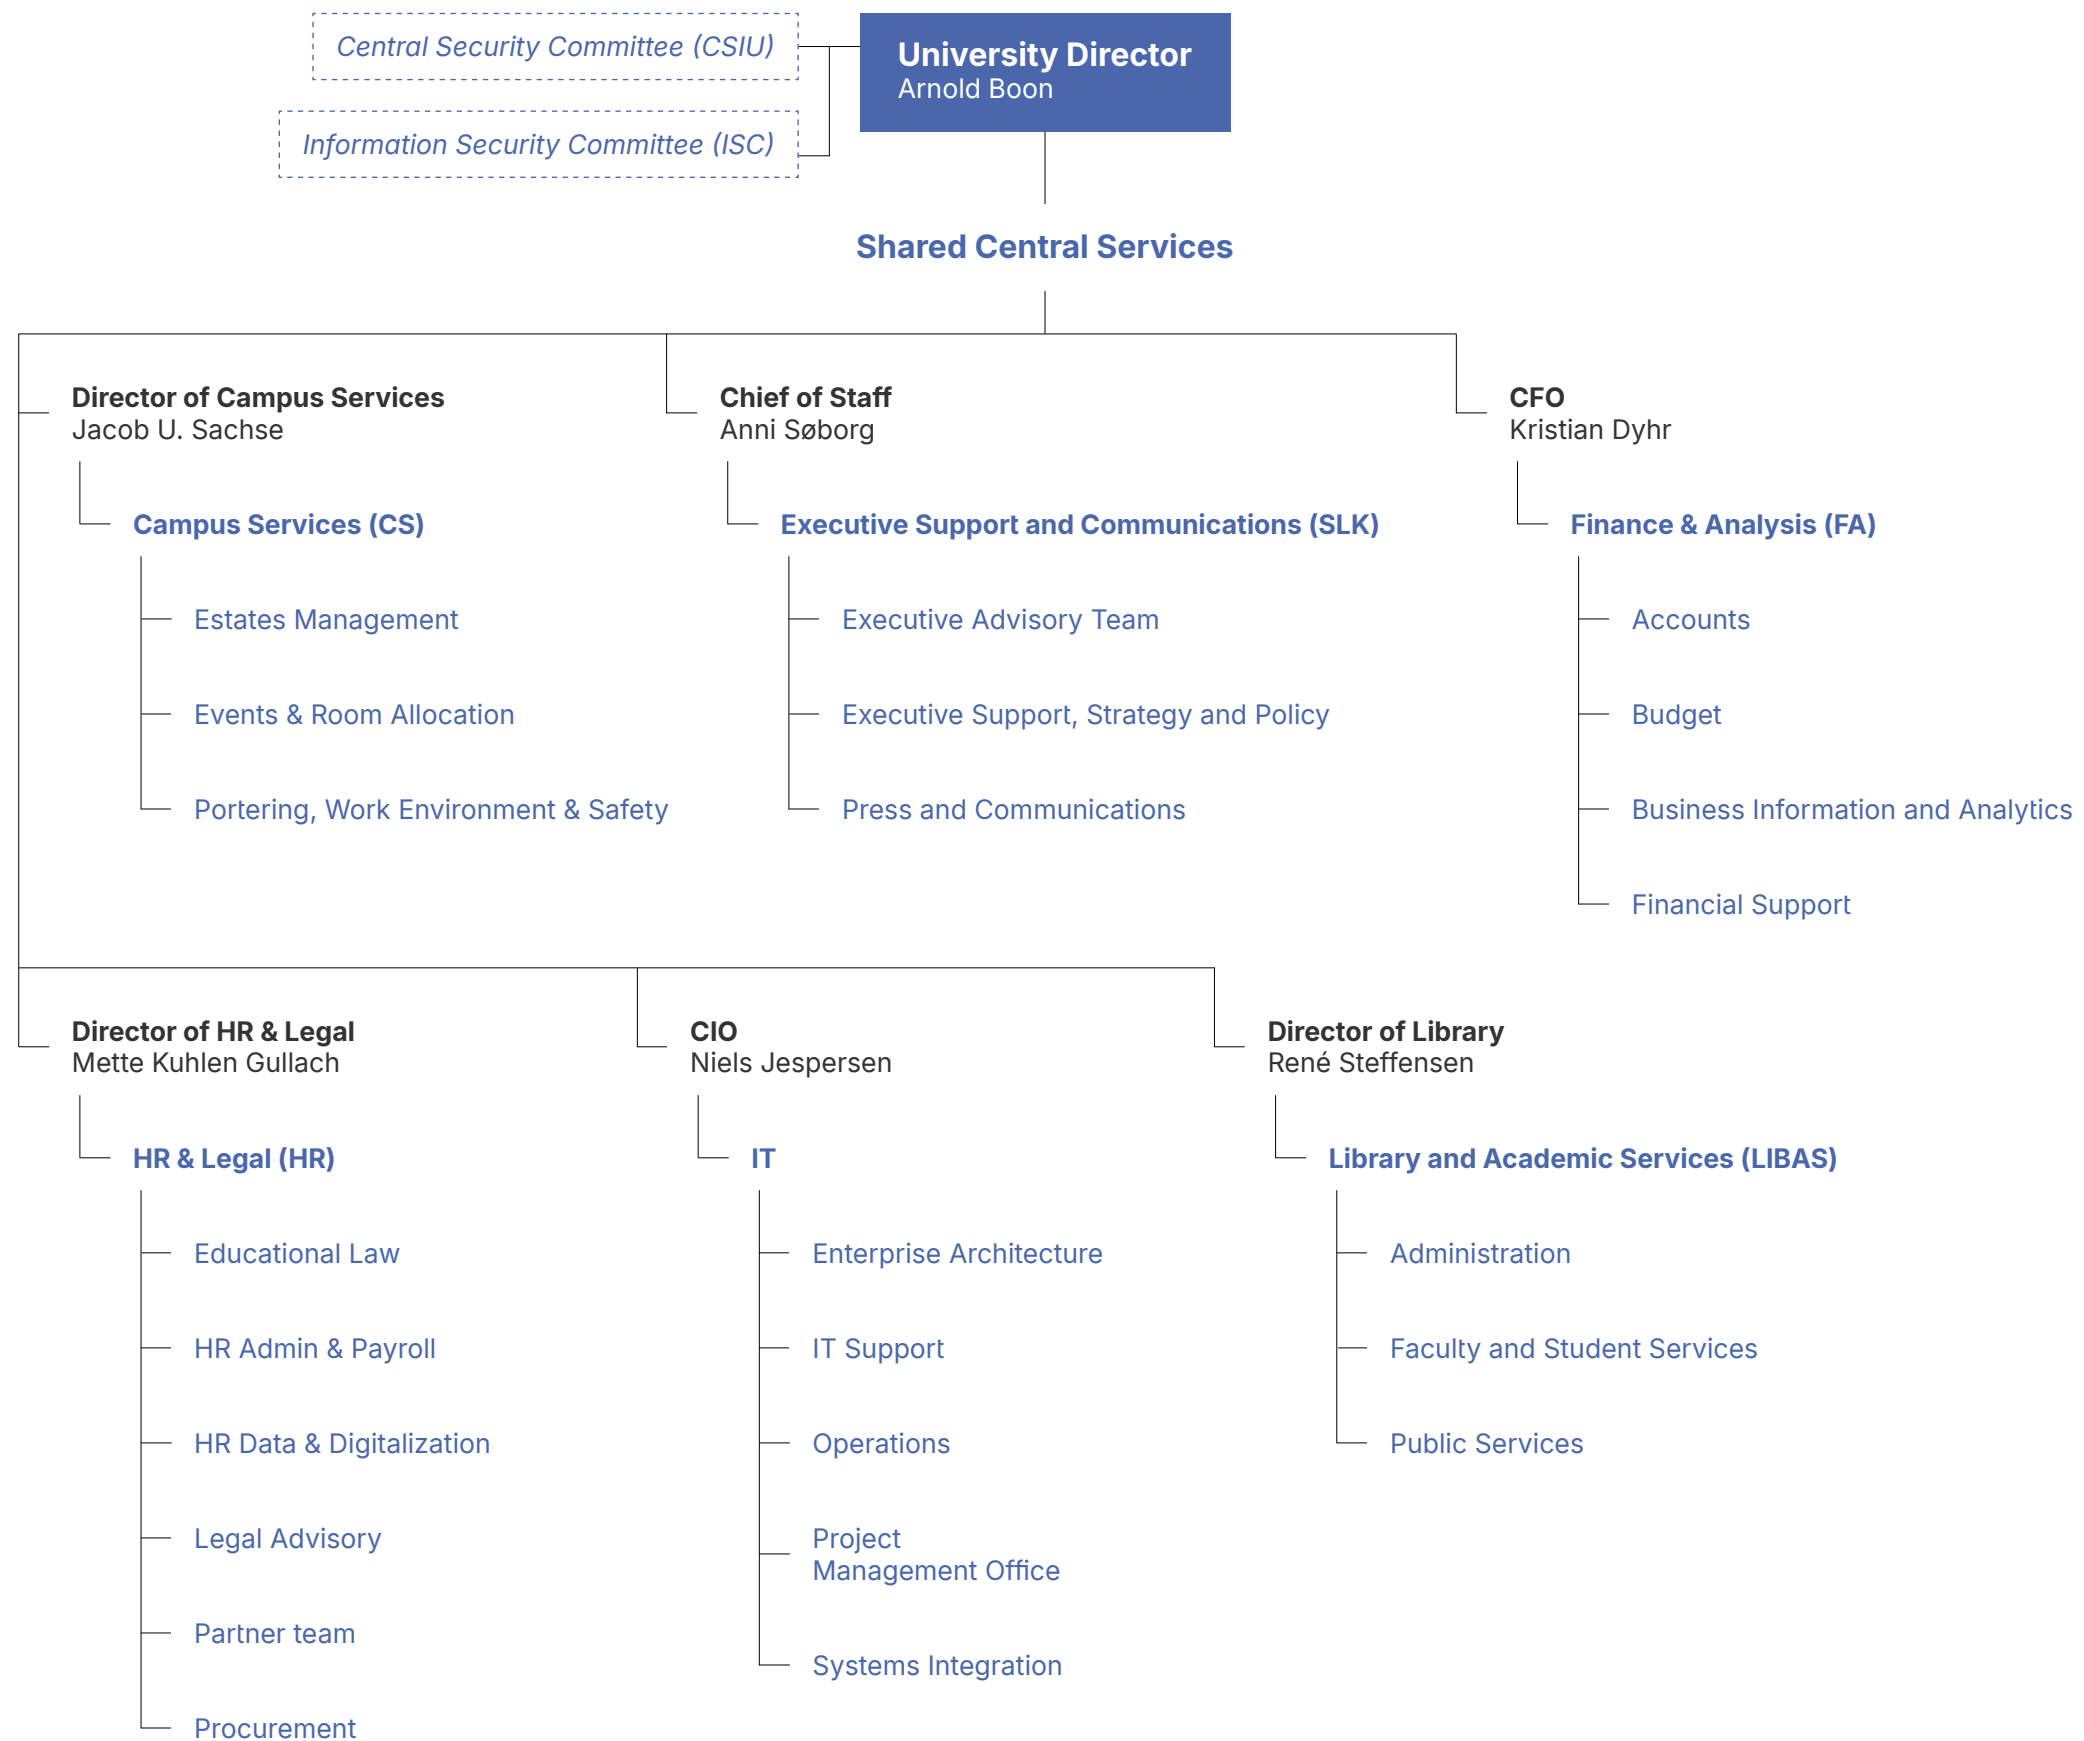 Central Security Committee (CSIU)
University Director
Arnold Boon
Information Security Committee (ISC)
Shared Central Services
Director of Campus Services
Jacob U. Sachse
Campus Services (CS)
Estates Management
Events & Room Allocation
Portering, Work Environment & Safety
Chief of Staff
Anni Søborg
Executive Support and Communications (SLK)
Executive Advisory Team
Executive Support, Strategy and Policy
Press and Communications
CFO
Kristian Dyhr
Finance & Analysis (FA)
Accounts
Budget
Business Information and Analytics
Financial Support
Director of HR & Legal
Mette Kuhlen Gullach
HR & Legal (HR)
Educational Law
HR Admin & Payroll
HR Data & Digitalization
Legal Advisory
Partner team
Procurement
CIO
Niels Jespersen
IT
Enterprise Architecture
IT Support
Operations
Project
Management Office
Systems Integration
Director of Library
René Steffensen
Library and Academic Services (LIBAS)
Administration
Faculty and Student Services
Public Services